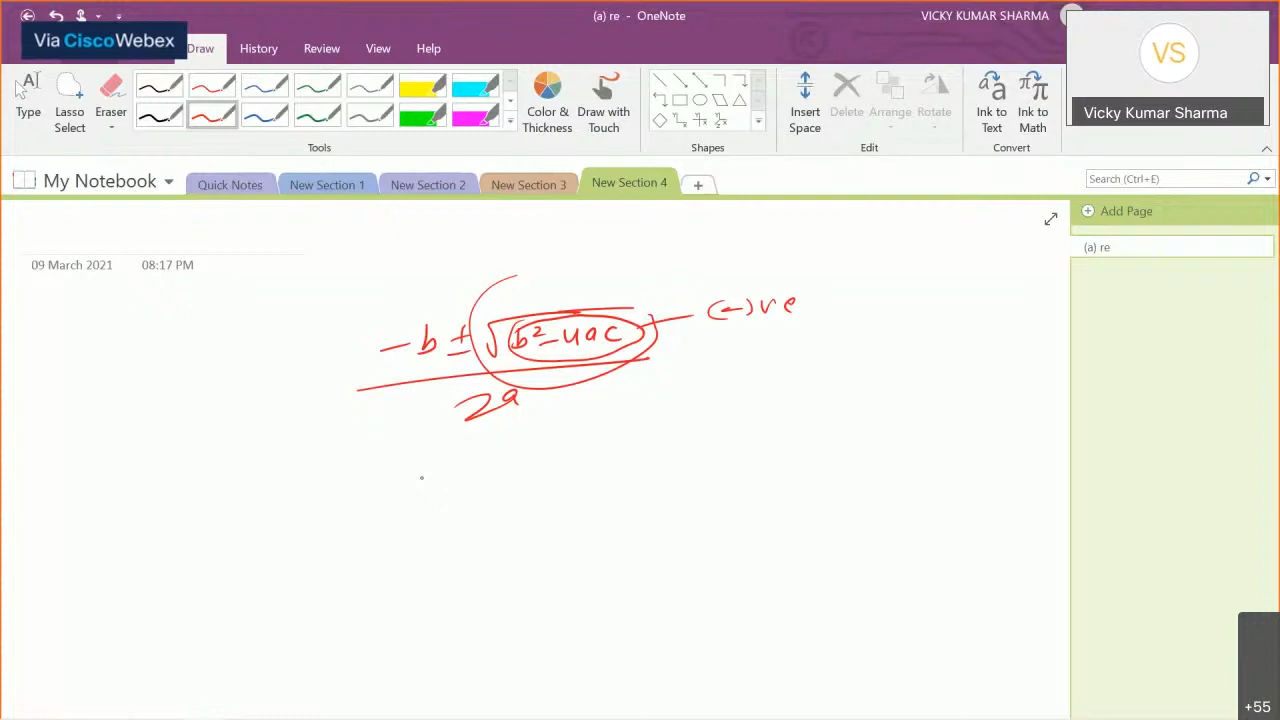 (a) re - OneNote
VICKY KUMAR SHARMA
Via CiscoWebex
Draw
History
Review
View
Help
VS
Vicky Kumar Sharma
Type
Lasso Select
Eraser
Color & Thickness
Draw with Touch
Insert Space
Delete
Arrange
Rotate
Ink to Text
Ink to Math
Tools
Shapes
Edit
Convert
My Notebook
Quick Notes
New Section 1
New Section 2
New Section 3
New Section 4
Search (Ctrl+E)
Add Page
(a) re
09 March 2021
08:17 PM
-b ± √b²-4ac
(-)ve
2a
+55